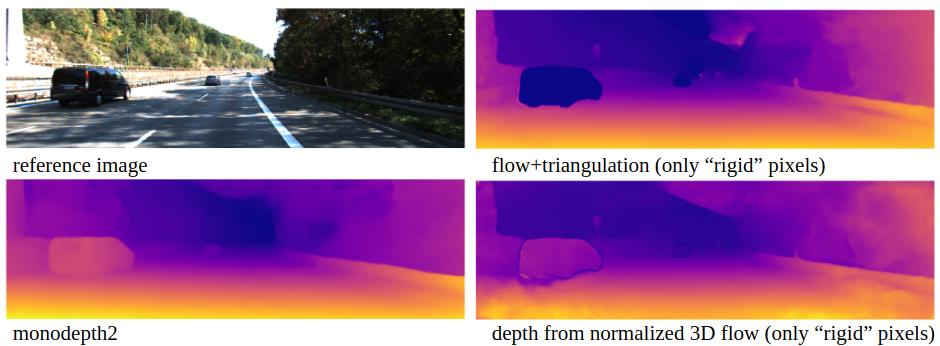 reference image
flow+triangulation (only “rigid” pixels)
monodepth2
depth from normalized 3D flow (only “rigid” pixels)